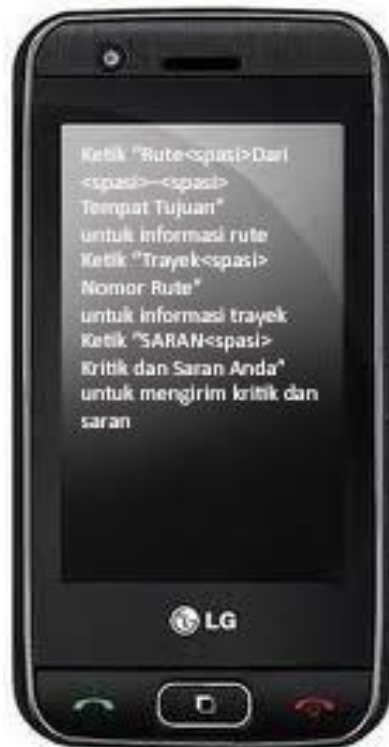 Ketik "Rute<spasi>Dari
<spasi>–<spasi>
Tempat Tujuan"
untuk informasi rute
Ketik "Trayek<spasi>
Nomor Rute"
untuk informasi trayek
Ketik "SARAN<spasi>
Kritik dan Saran Anda"
untuk mengirim kritik dan
saran
LG